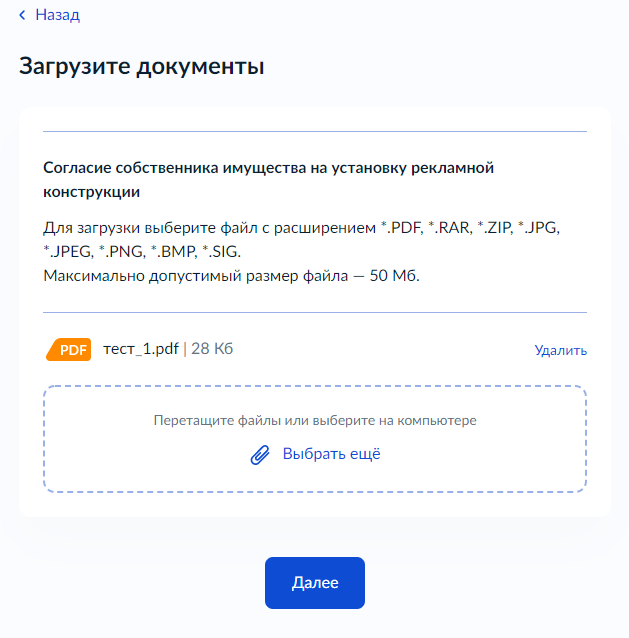 Назад
Загрузите документы
Согласие собственника имущества на установку рекламной
конструкции
Для загрузки выберите файл с расширением *.PDF, *.RAR, *.ZIP, *.JPG,
*.JPEG, *.PNG, *.BMP, *.SIG.
Максимально допустимый размер файла — 50 Мб.
PDF тест_1.pdf | 28 Кб Удалить
Перетащите файлы или выберите на компьютере
Выбрать ещё
Далее